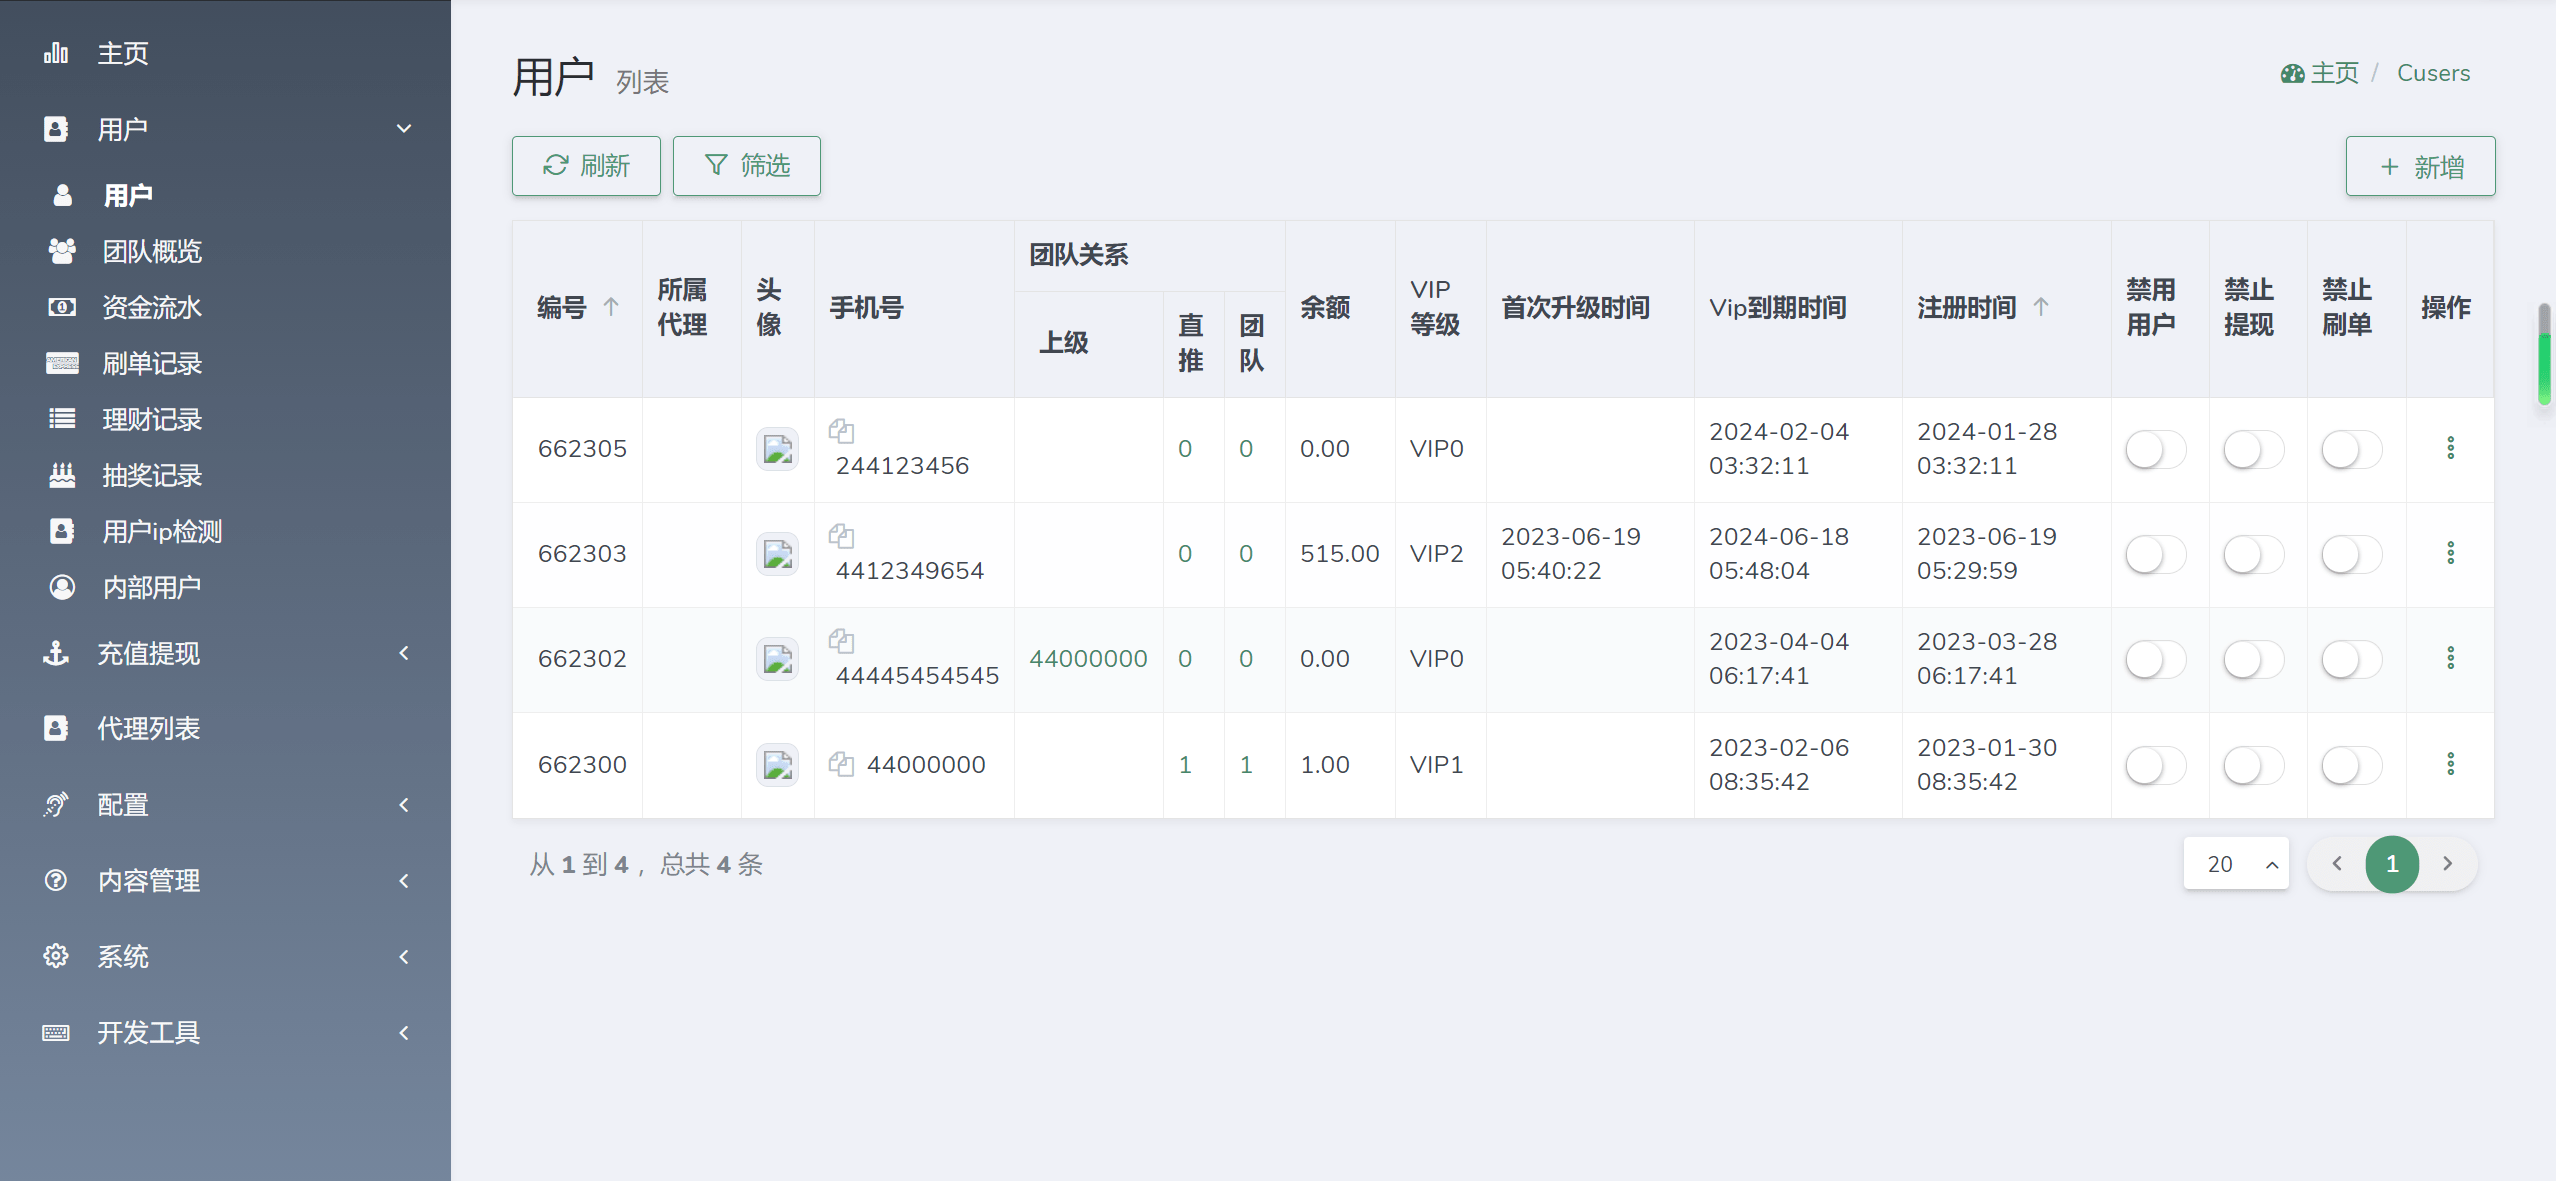 主页
用户
用户
团队概览
资金流水
刷单记录
理财记录
抽奖记录
用户ip检测
内部用户
充值提现
代理列表
配置
内容管理
系统
开发工具
用户 列表
主页 / Cusers
刷新 筛选
+ 新增
编号 所属代理 头像 手机号 团队关系 上级 直推 团队 余额 VIP等级 首次升级时间 Vip到期时间 注册时间 禁用用户 禁止提现 禁止刷单 操作
662305 244123456 0 0 0.00 VIP0 2024-02-04 03:32:11 2024-01-28 03:32:11
662303 4412349654 0 0 515.00 VIP2 2023-06-19 05:40:22 2024-06-18 05:48:04 2023-06-19 05:29:59
662302 44445454545 44000000 0 0 0.00 VIP0 2023-04-04 06:17:41 2023-03-28 06:17:41
662300 44000000 1 1 1.00 VIP1 2023-02-06 08:35:42 2023-01-30 08:35:42
从 1 到 4 ，总共 4 条
20
1